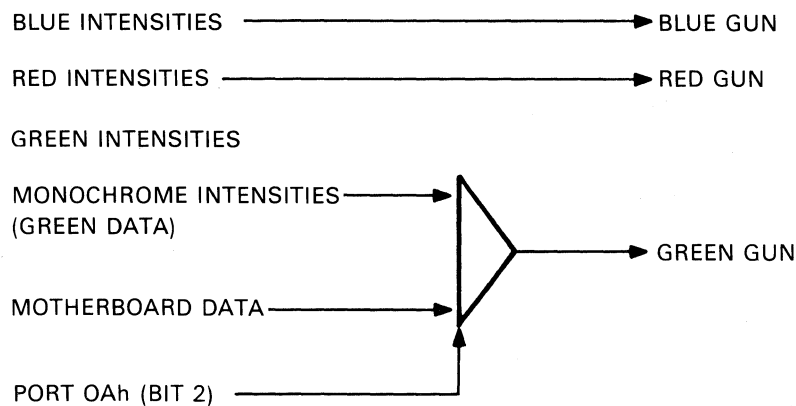 BLUE INTENSITIES
BLUE GUN
RED INTENSITIES
RED GUN
GREEN INTENSITIES
MONOCHROME INTENSITIES
(GREEN DATA)
GREEN GUN
MOTHERBOARD DATA
PORT OAh (BIT 2)